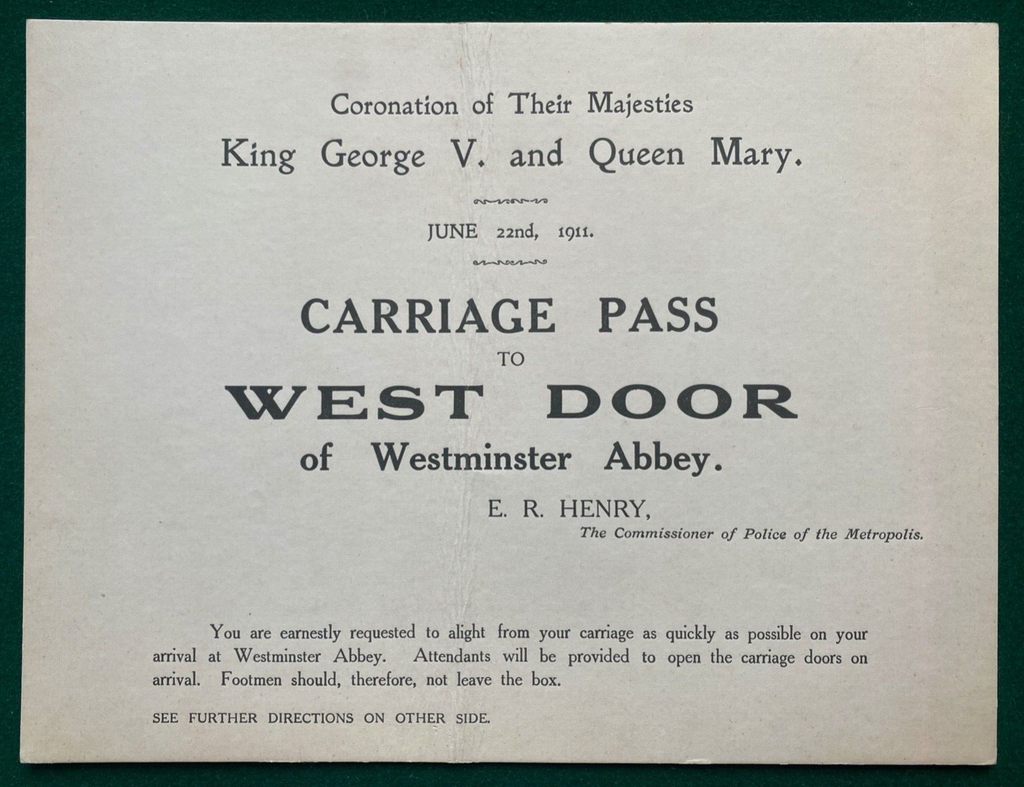 Coronation of Their Majesties
King George V. and Queen Mary.
JUNE 22nd, 1911.
CARRIAGE PASS
TO
WEST DOOR
of Westminster Abbey.
E. R. HENRY,
The Commissioner of Police of the Metropolis.
You are earnestly requested to alight from your carriage as quickly as possible on your
arrival at Westminster Abbey. Attendants will be provided to open the carriage doors on
arrival. Footmen should, therefore, not leave the box.
SEE FURTHER DIRECTIONS ON OTHER SIDE.